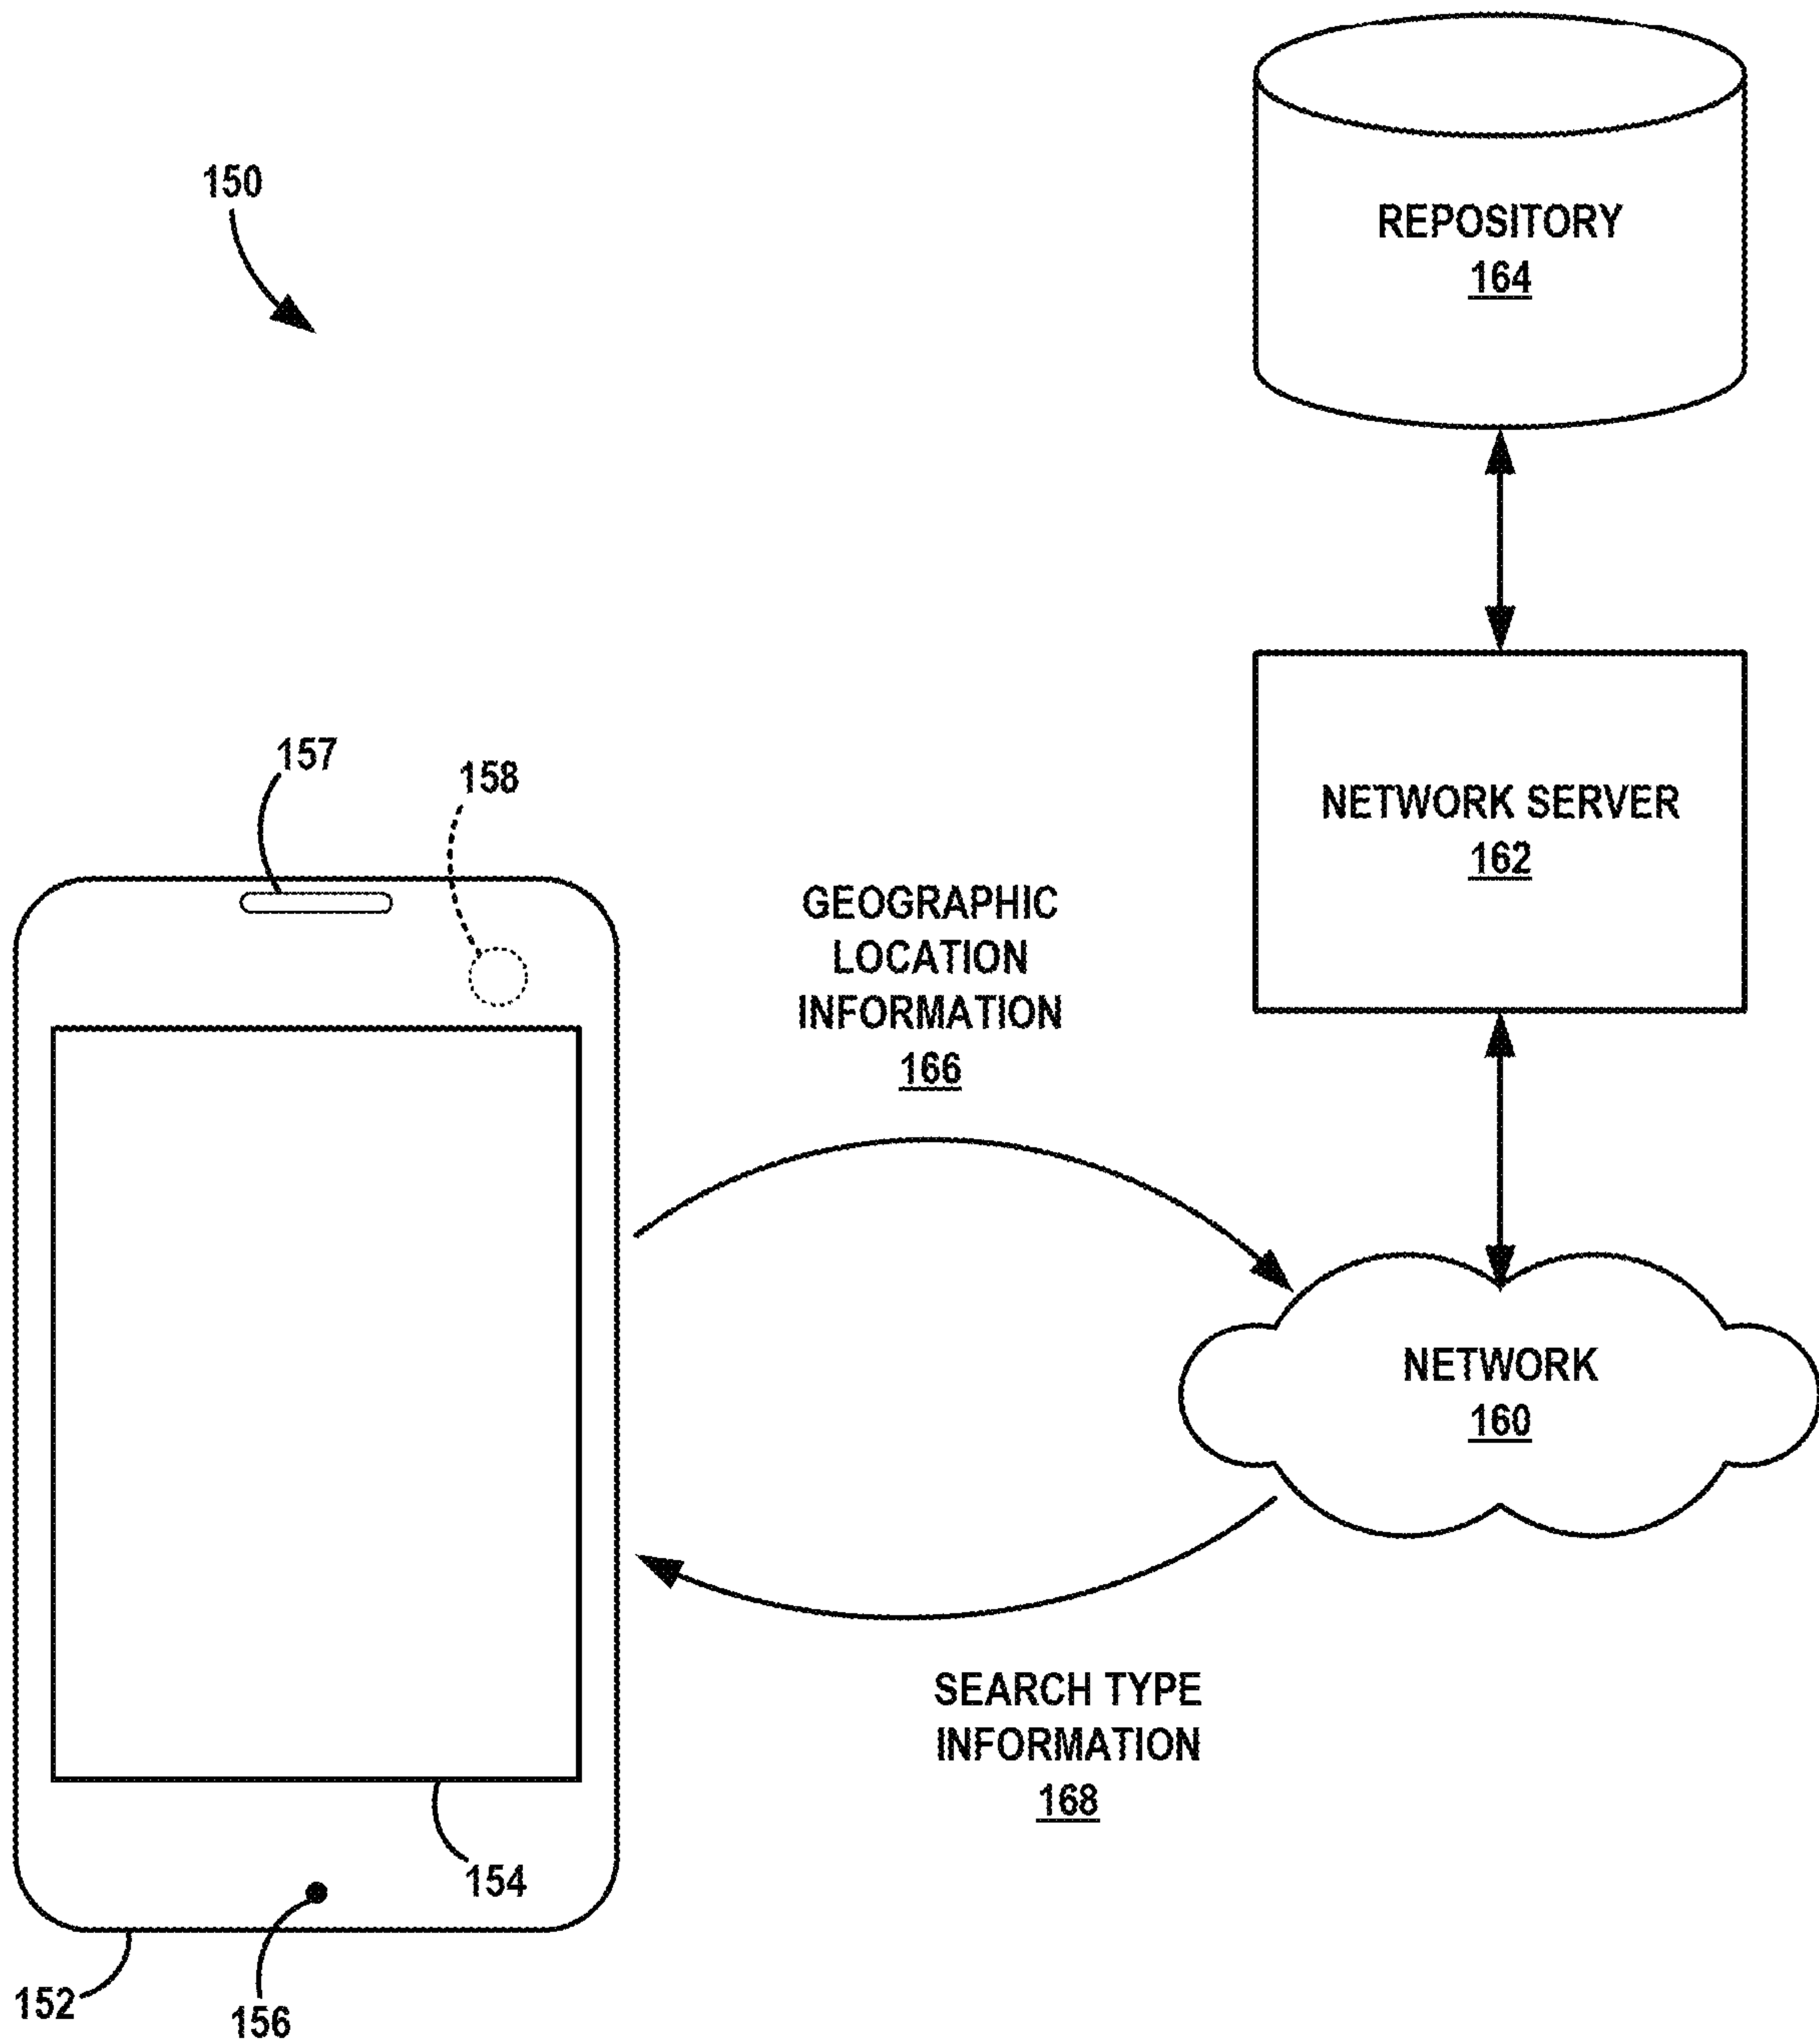 150
REPOSITORY
164
157
158
NETWORK SERVER
162
GEOGRAPHIC
LOCATION
INFORMATION
166
NETWORK
160
SEARCH TYPE
INFORMATION
168
154
152
156